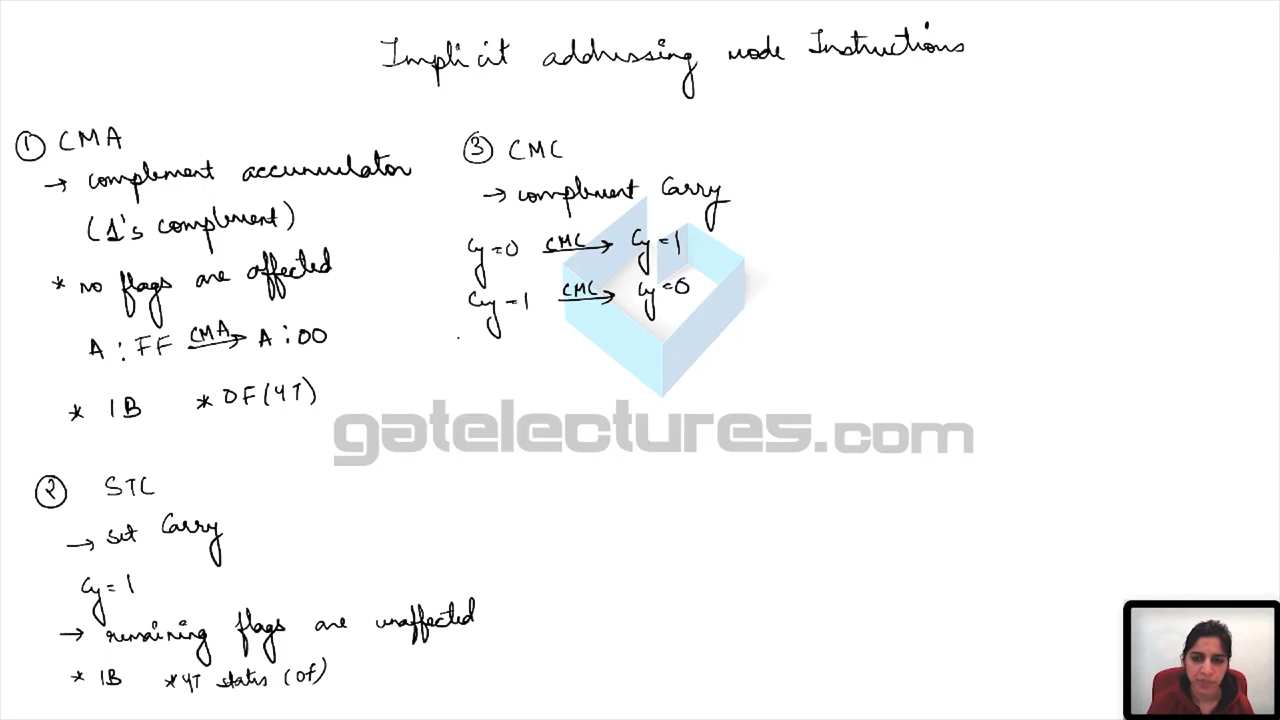 Implicit addressing mode Instructions
① CMA
→ complement accumulator
(1's complement)
* no flags are affected
A : FF CMA→ A : 00
* 1B * OF(4T)
② STC
→ set Carry
Cy = 1
→ remaining flags are unaffected
* 1B * 4T states (Of)
③ CMC
→ complement Carry
Cy=0 CMC→ Cy=1
Cy=1 CMC→ Cy=0
gatelectures.com